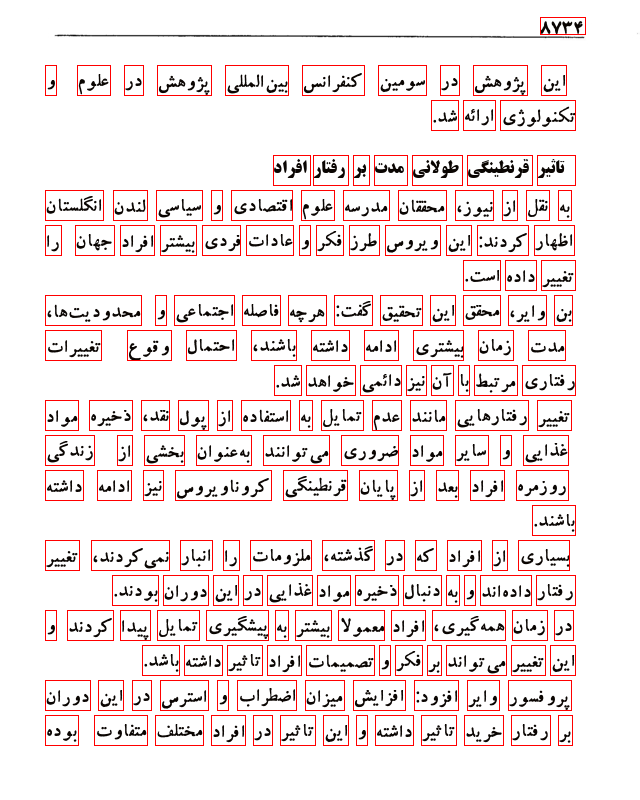 ۸۷۳۴
این پژوهش در سومین کنفرانس بین‌المللی پژوهش در علوم و
تکنولوژی ارائه شد.
تاثیر قرنطینگی طولانی مدت بر رفتار افراد
به نقل از نیوز، محققان مدرسه علوم اقتصادی و سیاسی لندن انگلستان
اظهار کردند: این ویروس طرز فکر و عادات فردی بیشتر افراد جهان را
تغییر داده است.
بن وایر، محقق این تحقیق گفت: هرچه فاصله اجتماعی و محدودیت‌ها،
مدت زمان بیشتری ادامه داشته باشند، احتمال وقوع تغییرات
رفتاری مرتبط با آن نیز دائمی خواهد شد.
تغییر رفتارهایی مانند عدم تمایل به استفاده از پول نقد، ذخیره مواد
غذایی و سایر مواد ضروری می‌توانند به‌عنوان بخشی از زندگی
روزمره افراد بعد از پایان قرنطینگی کروناویروس نیز ادامه داشته
باشند.
بسیاری از افراد که در گذشته، ملزومات را انبار نمی‌کردند، تغییر
رفتار داده‌اند و به دنبال ذخیره مواد غذایی در این دوران بودند.
در زمان همه‌گیری، افراد معمولا بیشتر به پیشگیری تمایل پیدا کردند و
این تغییر می‌تواند بر فکر و تصمیمات افراد تاثیر داشته باشد.
پروفسور وایر افزود: افزایش میزان اضطراب و استرس در این دوران
بر رفتار خرید تاثیر داشته و این تاثیر در افراد مختلف متفاوت بوده